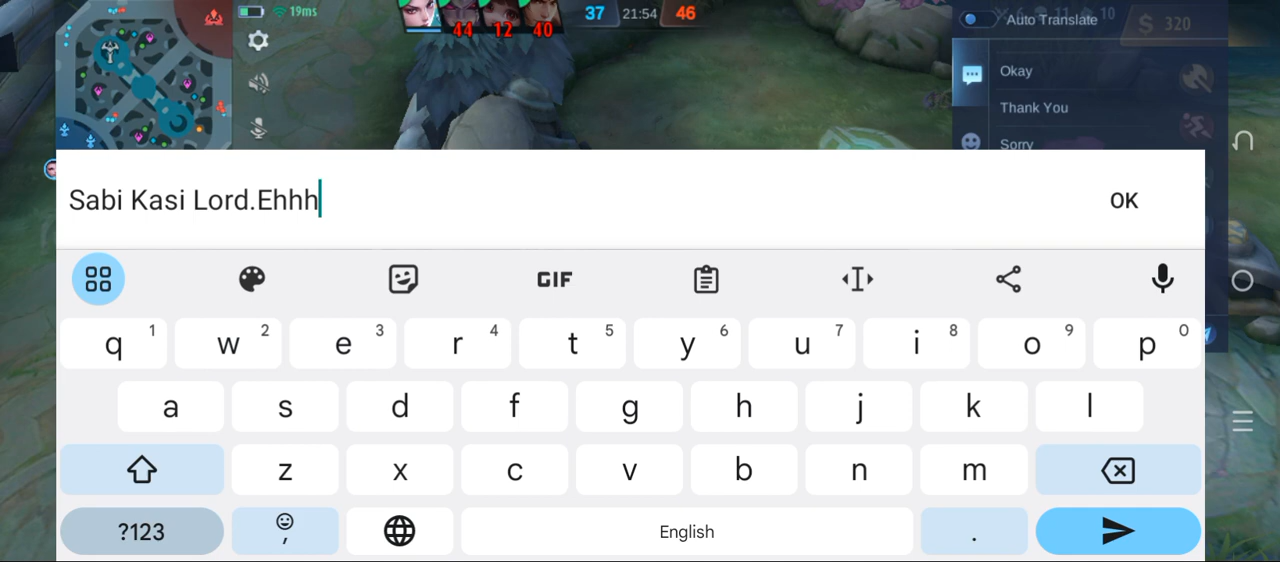 19ms
44 12 40
37 21:54 46
Auto Translate
$ 320
Okay
Thank You
Sorry
Sabi Kasi Lord.Ehhh
OK
GIF
q 1 w 2 e 3 r 4 t 5 y 6 u 7 i 8 o 9 p 0
a s d f g h j k l
z x c v b n m
?123 , English .